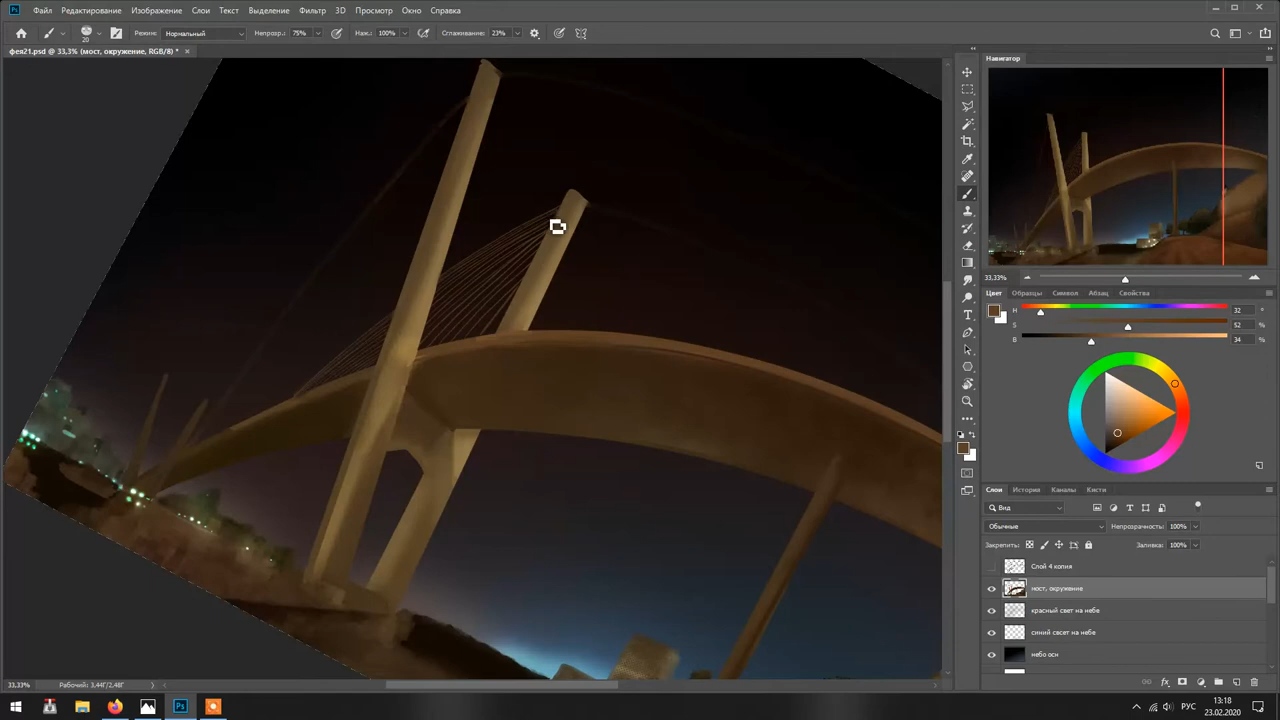 Файл Редактирование Изображение Слои Текст Выделение Фильтр 3D Просмотр Окно Справка
20 Режим: Нормальный Непрозр.: 75% Наж.: 100% Сглаживание: 23%
фев21.psd @ 33,3% (мост, окружение, RGB/8) * ×
Навигатор
33,33%
Цвет Образцы Символ Абзац Свойства
H 32 °
S 52 %
B 34 %
Слои История Каналы Кисти
Вид
Обычные Непрозрачность: 100%
Закрепить: Заливка: 100%
Слой 4 копия
мост, окружение
красный свет на небе
синий свсет на небе
небо осн
33,33% Рабочий: 3,44Г/2,48Г
РУС 13:18
23.02.2020